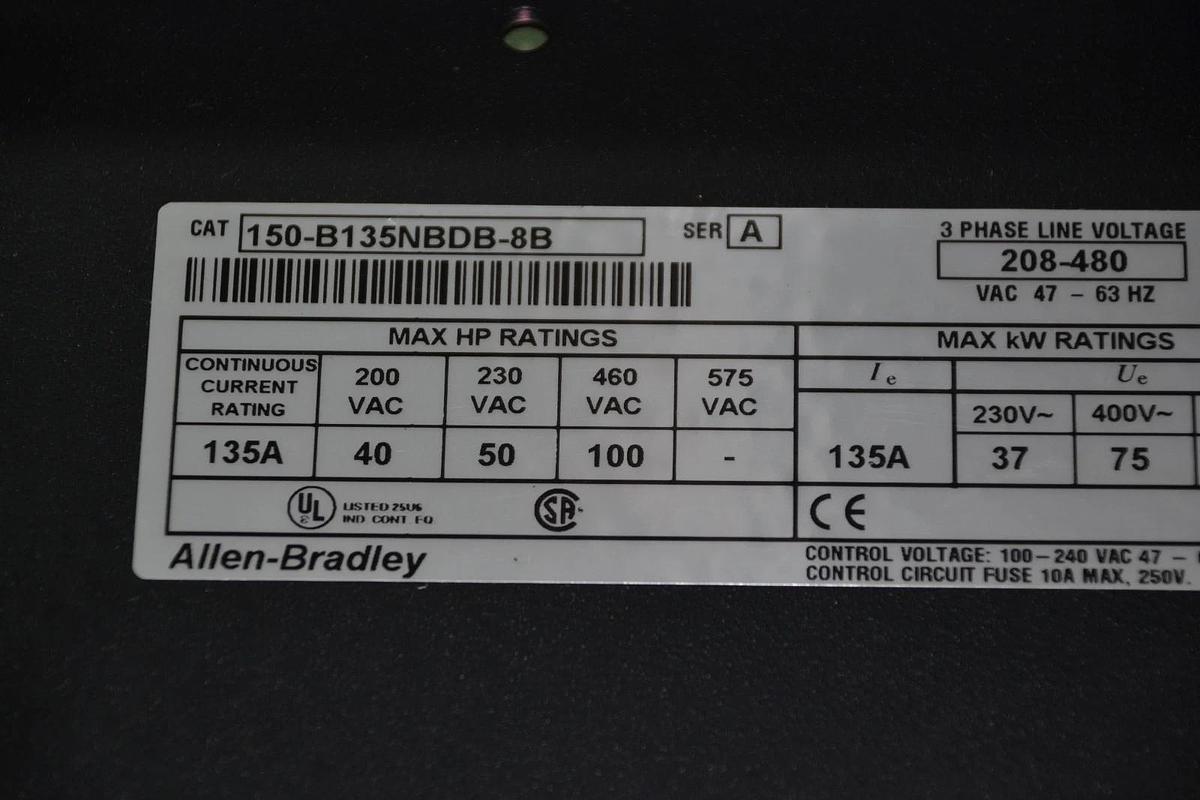 CAT 150-B135NBDB-8B SER A
3 PHASE LINE VOLTAGE
208-480
VAC 47 - 63 HZ
MAX HP RATINGS MAX kW RATINGS
CONTINUOUS CURRENT RATING 200 VAC 230 VAC 460 VAC 575 VAC Ie Ue
230V~ 400V~
135A 40 50 100 - 135A 37 75
UL LISTED 25U6
IND CONT EQ
SA CE
Allen-Bradley
CONTROL VOLTAGE: 100-240 VAC 47 -
CONTROL CIRCUIT FUSE 10A MAX, 250V.